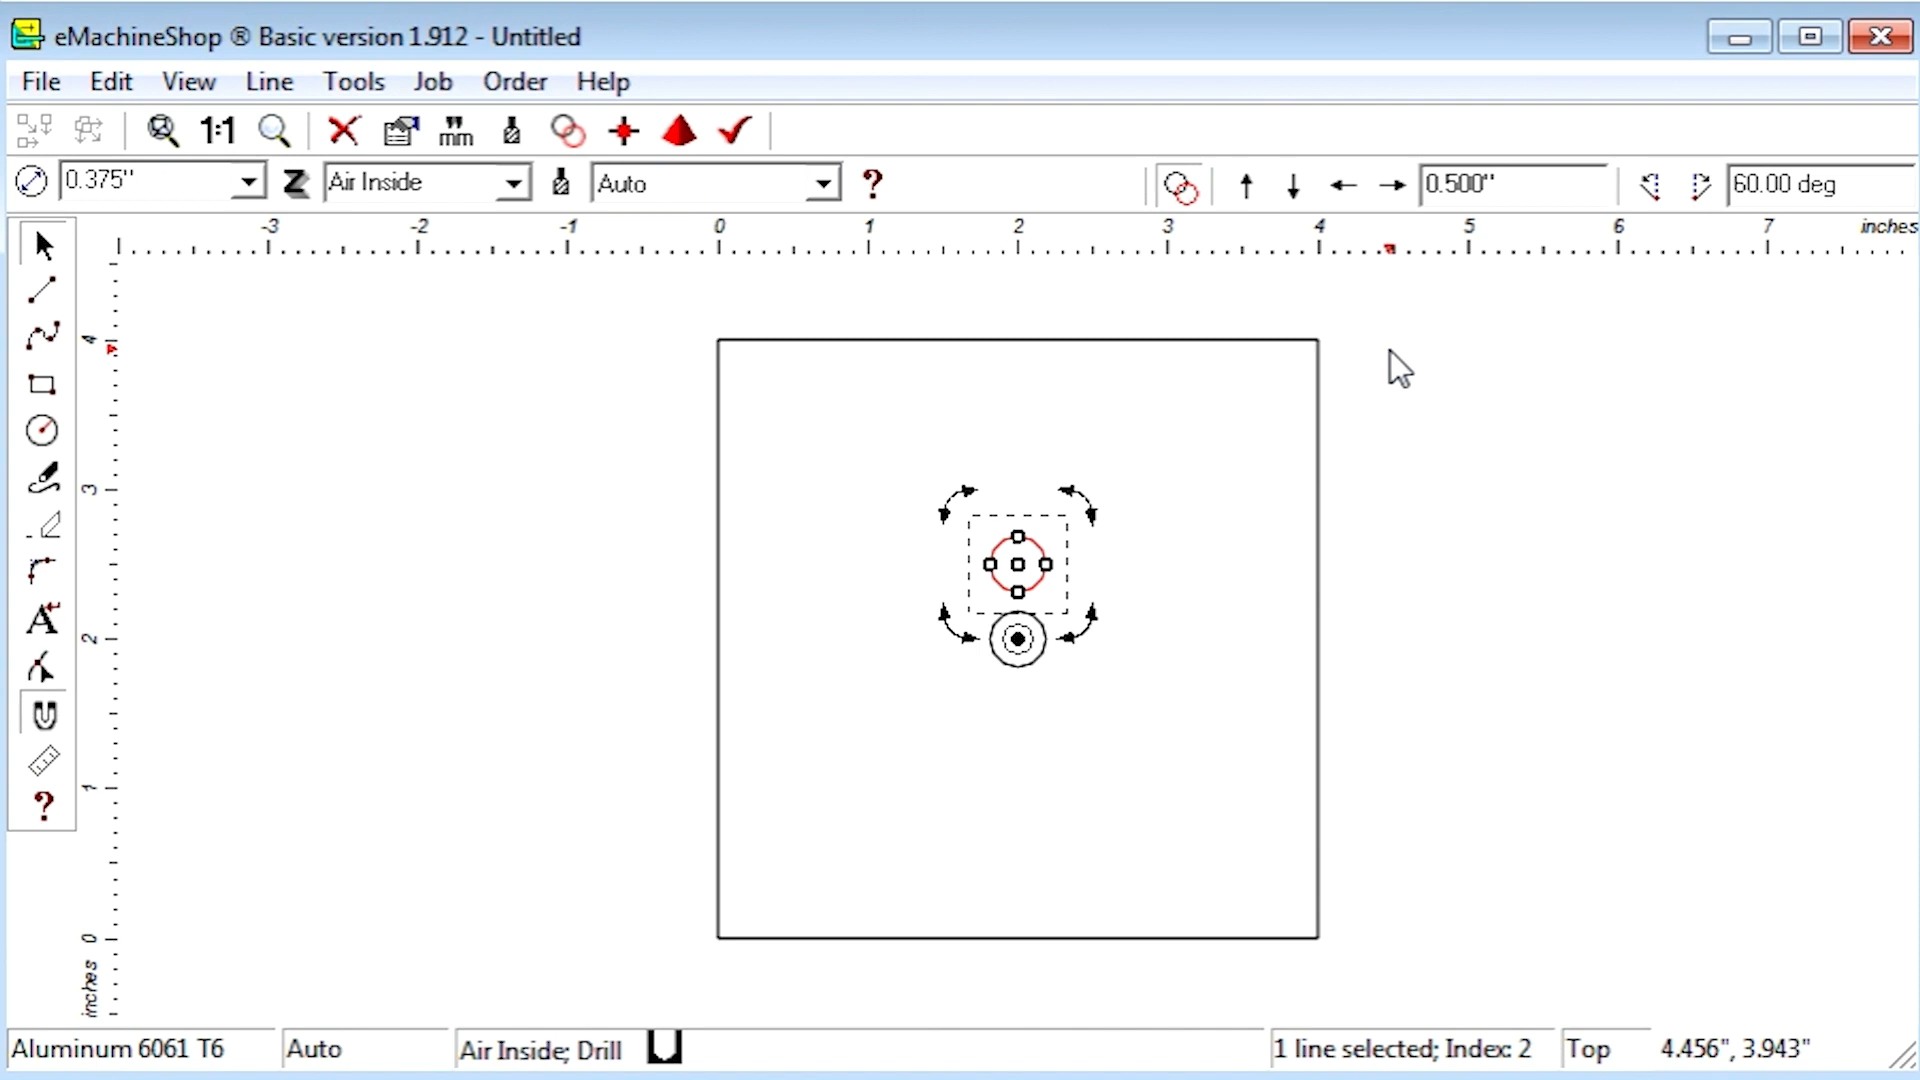 eMachineShop ® Basic version 1.912 - Untitled
File Edit View Line Tools Job Order Help
1:1 "" mm
0.375" Z Air Inside Auto ? 0.500" 60.00 deg
-3 -2 -1 0 1 2 3 4 5 6 7 inches
A
?
4
3
2
1
0
inches
Aluminum 6061 T6 Auto Air Inside; Drill 1 line selected; Index: 2 Top 4.456", 3.943"